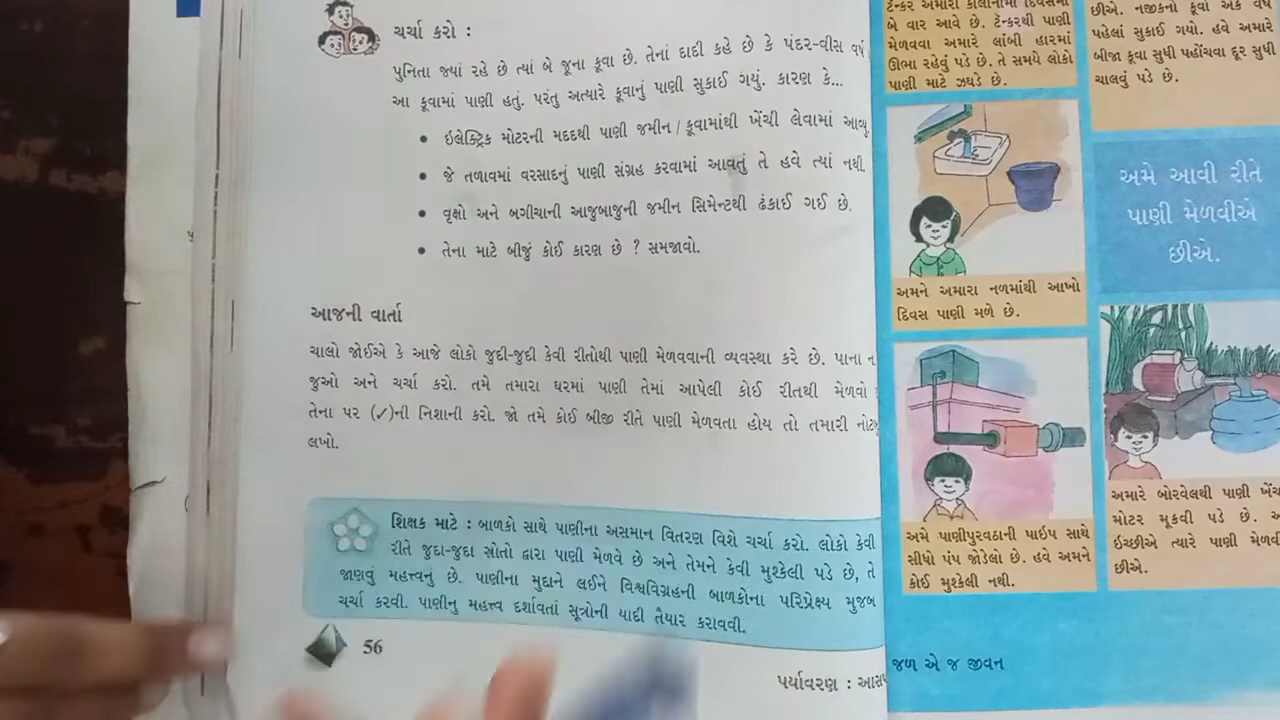 ચર્ચા કરો :
પુનિતા જ્યાં રહે છે ત્યાં બે જૂના કૂવા છે. તેનાં દાદી કહે છે કે પંદર-વીસ વર્ષ
આ કૂવામાં પાણી હતું. પરંતુ અત્યારે કૂવાનું પાણી સુકાઈ ગયું. કારણ કે...
• ઇલેક્ટ્રિક મોટરની મદદથી પાણી જમીન / કૂવામાંથી ખેંચી લેવામાં
• જે તળાવમાં વરસાદનું પાણી સંગ્રહ કરવામાં આવતું તે હવે ત્યાં નથી.
• વૃક્ષો અને બગીચાની આજુબાજુની જમીન સિમેન્ટથી ઢંકાઈ ગઈ છે.
• તેના માટે બીજું કોઈ કારણ છે ? સમજાવો.
આજની વાર્તા
ચાલો જોઈએ કે આજે લોકો જુદી-જુદી કેવી રીતોથી પાણી મેળવવાની વ્યવસ્થા કરે છે. પાના
જુઓ અને ચર્ચા કરો. તમે તમારા ઘરમાં પાણી તેમાં આપેલી કોઈ રીતથી મેળવો
તેના પર (✓)ની નિશાની કરો. જો તમે કોઈ બીજી રીતે પાણી મેળવતા હોય તો તમારી
લખો.
શિક્ષક માટે : બાળકો સાથે પાણીના અસમાન વિતરણ વિશે ચર્ચા કરો. લોકો કેવી
રીતે જુદા-જુદા સ્રોતો દ્વારા પાણી મેળવે છે અને તેમને કેવી મુશ્કેલી પડે છે, તે
જાણવું મહત્ત્વનું છે. પાણીના મુદ્દાને લઈને વિશ્વવિગ્રહની બાળકોના પરિપ્રેક્ષ્ય મુજબ
ચર્ચા કરવી. પાણીનુ મહત્ત્વ દર્શાવતાં સૂત્રોની યાદી તૈયાર કરાવવી.
56
પર્યાવરણ :
ટૅન્કર અમારી કાલોનીમાં દિવસમાં
બે વાર આવે છે. ટૅન્કરથી પાણી
મેળવવા અમારે લાંબી હારમાં
ઊભા રહેવું પડે છે. તે સમયે લોકો
પાણી માટે ઝઘડે છે.
છીએ. નજીકનો કૂવો એક વર્ષ
પહેલાં સુકાઈ ગયો. હવે અમારે
બીજા કૂવા સુધી પહોંચવા દૂર સુધી
ચાલવું પડે છે.
અમને અમારા નળમાંથી આખો
દિવસ પાણી મળે છે.
અમે આવી રીતે
પાણી મેળવીએ
છીએ.
અમે પાણીપુરવઠાની પાઇપ સાથે
સીધો પંપ જોડેલો છે. હવે અમને
કોઈ મુશ્કેલી નથી.
અમારે બોરવેલથી પાણી
મોટર મૂકવી પડે છે.
ઇચ્છીએ ત્યારે પાણી
છીએ.
જળ એ જ જીવન